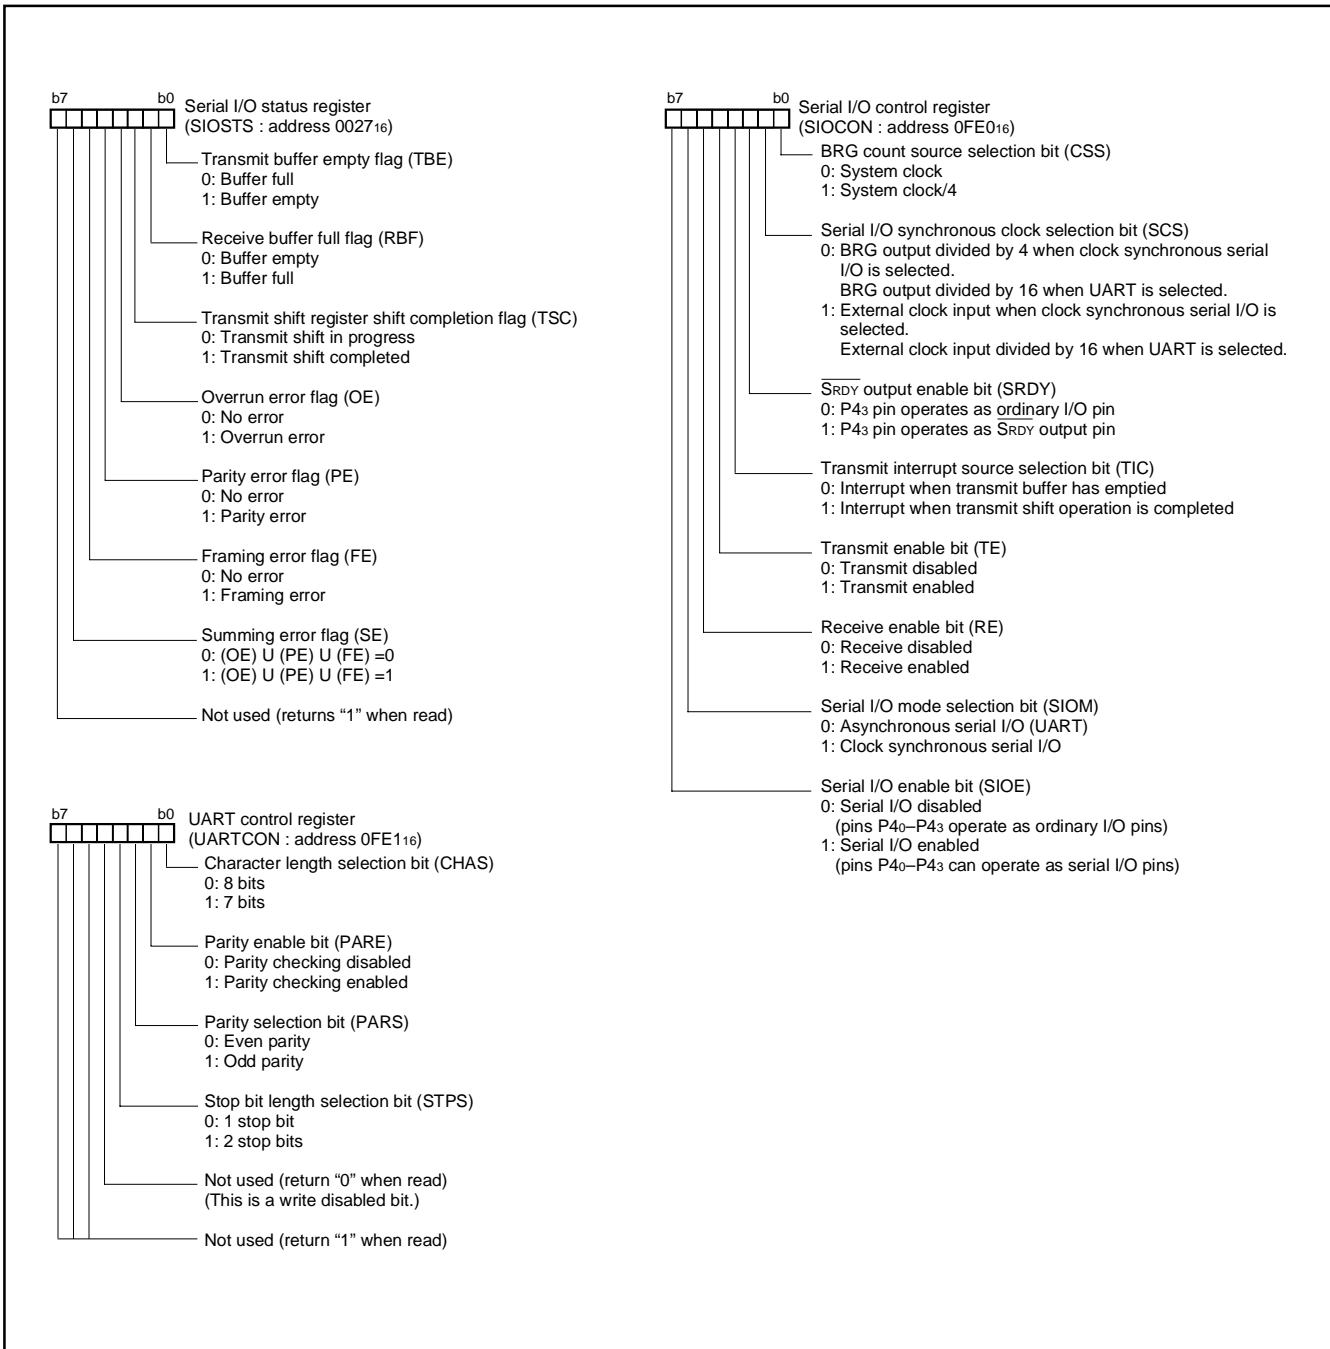 b7 b0
Serial I/O status register
(SIOSTS : address 002716)
Transmit buffer empty flag (TBE)
0: Buffer full
1: Buffer empty
Receive buffer full flag (RBF)
0: Buffer empty
1: Buffer full
Transmit shift register shift completion flag (TSC)
0: Transmit shift in progress
1: Transmit shift completed
Overrun error flag (OE)
0: No error
1: Overrun error
Parity error flag (PE)
0: No error
1: Parity error
Framing error flag (FE)
0: No error
1: Framing error
Summing error flag (SE)
0: (OE) U (PE) U (FE) =0
1: (OE) U (PE) U (FE) =1
Not used (returns “1” when read)
b7 b0
UART control register
(UARTCON : address 0FE116)
Character length selection bit (CHAS)
0: 8 bits
1: 7 bits
Parity enable bit (PARE)
0: Parity checking disabled
1: Parity checking enabled
Parity selection bit (PARS)
0: Even parity
1: Odd parity
Stop bit length selection bit (STPS)
0: 1 stop bit
1: 2 stop bits
Not used (return “0” when read)
(This is a write disabled bit.)
Not used (return “1” when read)
b7 b0
Serial I/O control register
(SIOCON : address 0FE016)
BRG count source selection bit (CSS)
0: System clock
1: System clock/4
Serial I/O synchronous clock selection bit (SCS)
0: BRG output divided by 4 when clock synchronous serial
I/O is selected.
BRG output divided by 16 when UART is selected.
1: External clock input when clock synchronous serial I/O is
selected.
External clock input divided by 16 when UART is selected.
SRDY output enable bit (SRDY)
0: P43 pin operates as ordinary I/O pin
1: P43 pin operates as SRDY output pin
Transmit interrupt source selection bit (TIC)
0: Interrupt when transmit buffer has emptied
1: Interrupt when transmit shift operation is completed
Transmit enable bit (TE)
0: Transmit disabled
1: Transmit enabled
Receive enable bit (RE)
0: Receive disabled
1: Receive enabled
Serial I/O mode selection bit (SIOM)
0: Asynchronous serial I/O (UART)
1: Clock synchronous serial I/O
Serial I/O enable bit (SIOE)
0: Serial I/O disabled
(pins P40–P43 operate as ordinary I/O pins)
1: Serial I/O enabled
(pins P40–P43 can operate as serial I/O pins)